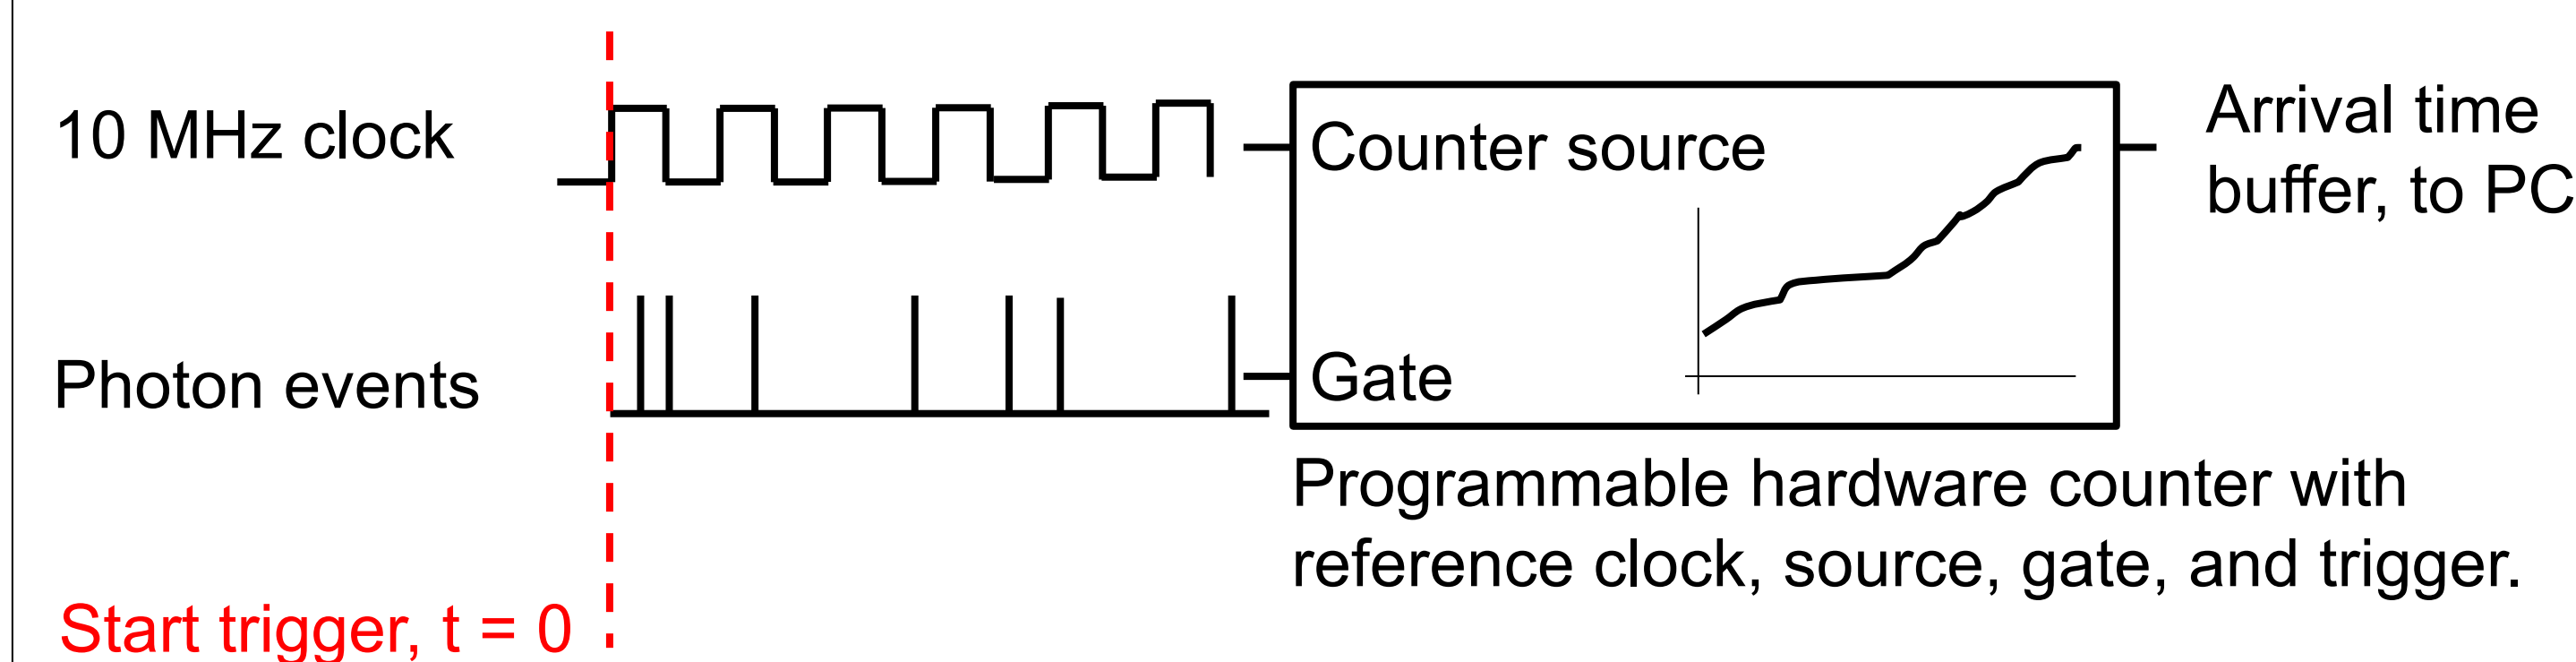 10 MHz clock
Counter source
Arrival time
buffer, to PC
Photon events
Gate
Programmable hardware counter with
reference clock, source, gate, and trigger.
Start trigger, t = 0